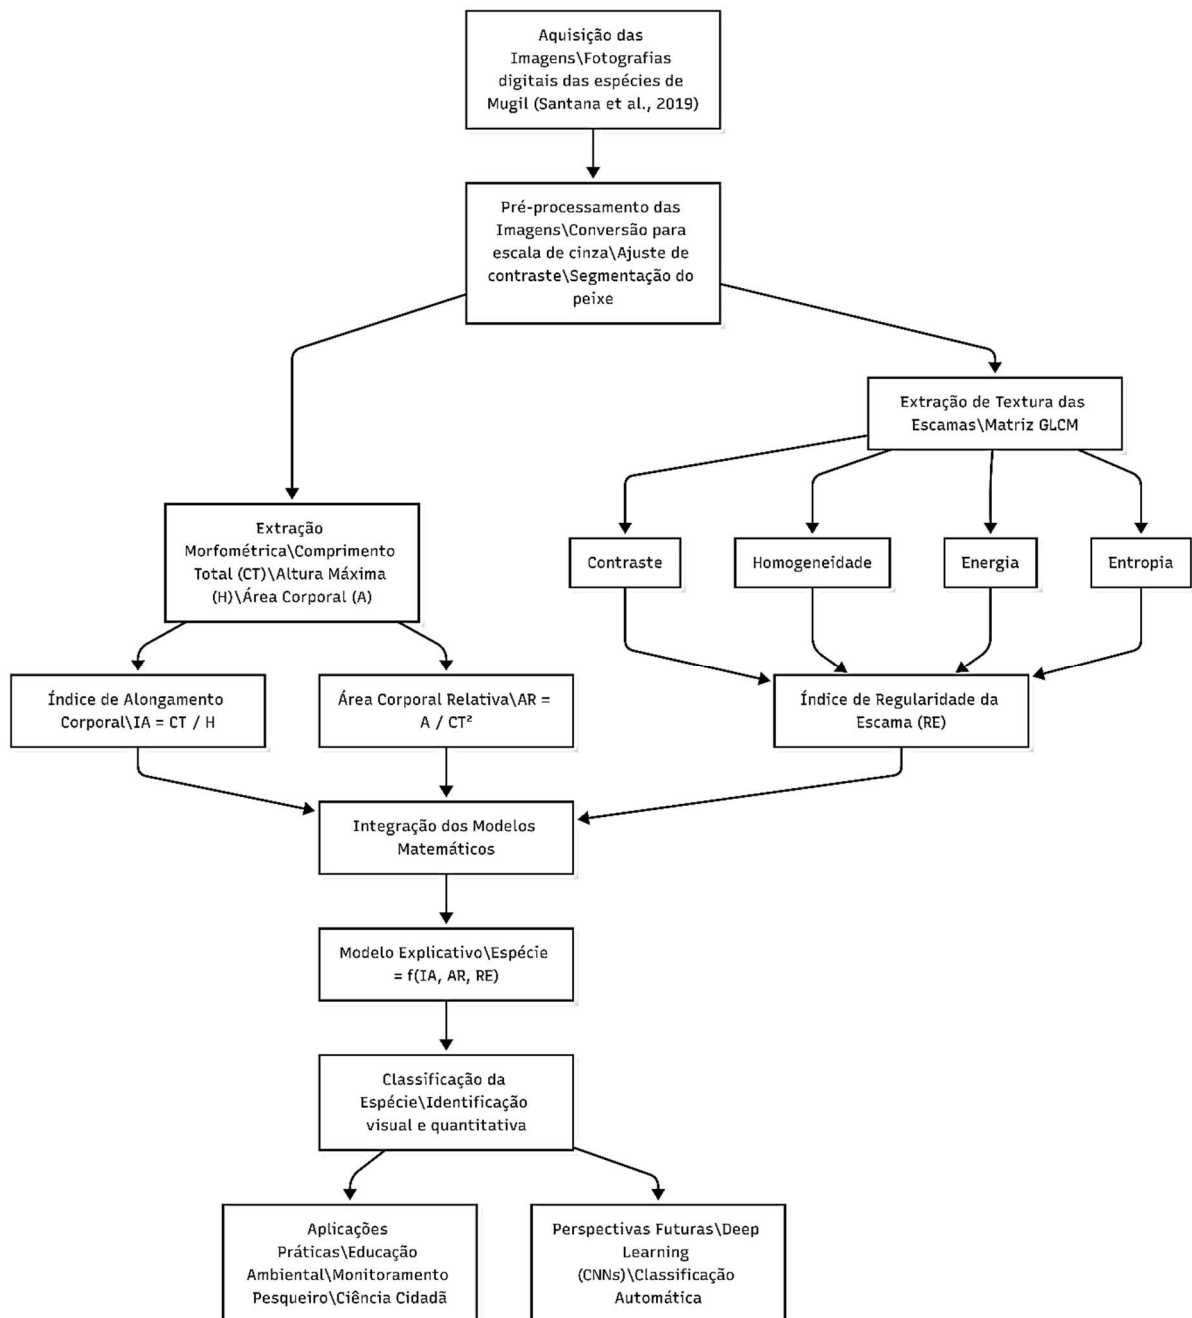 Aquisição das
Imagens\Fotografias
digitais das espécies de
Mugil (Santana et al., 2019)
Pré-processamento das
Imagens\Conversão para
escala de cinza\Ajuste de
contraste\Segmentação do
peixe
Extração de Textura das
Escamas\Matriz GLCM
Extração
Morfométrica\Comprimento
Total (CT)\Altura Máxima
(H)\Área Corporal (A)
Contraste
Homogeneidade
Energia
Entropia
Índice de Alongamento
Corporal\IA = CT / H
Área Corporal Relativa\AR =
A / CT²
Índice de Regularidade da
Escama (RE)
Integração dos Modelos
Matemáticos
Modelo Explicativo\Espécie
= f(IA, AR, RE)
Classificação da
Espécie\Identificação
visual e quantitativa
Aplicações
Práticas\Educação
Ambiental\Monitoramento
Pesqueiro\Ciência Cidadã
Perspectivas Futuras\Deep
Learning
(CNNs)\Classificação
Automática